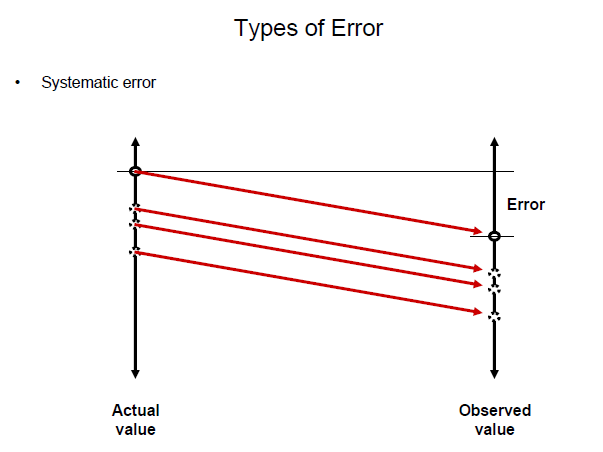 Types of Error
• Systematic error
Error
Actual
value
Observed
value